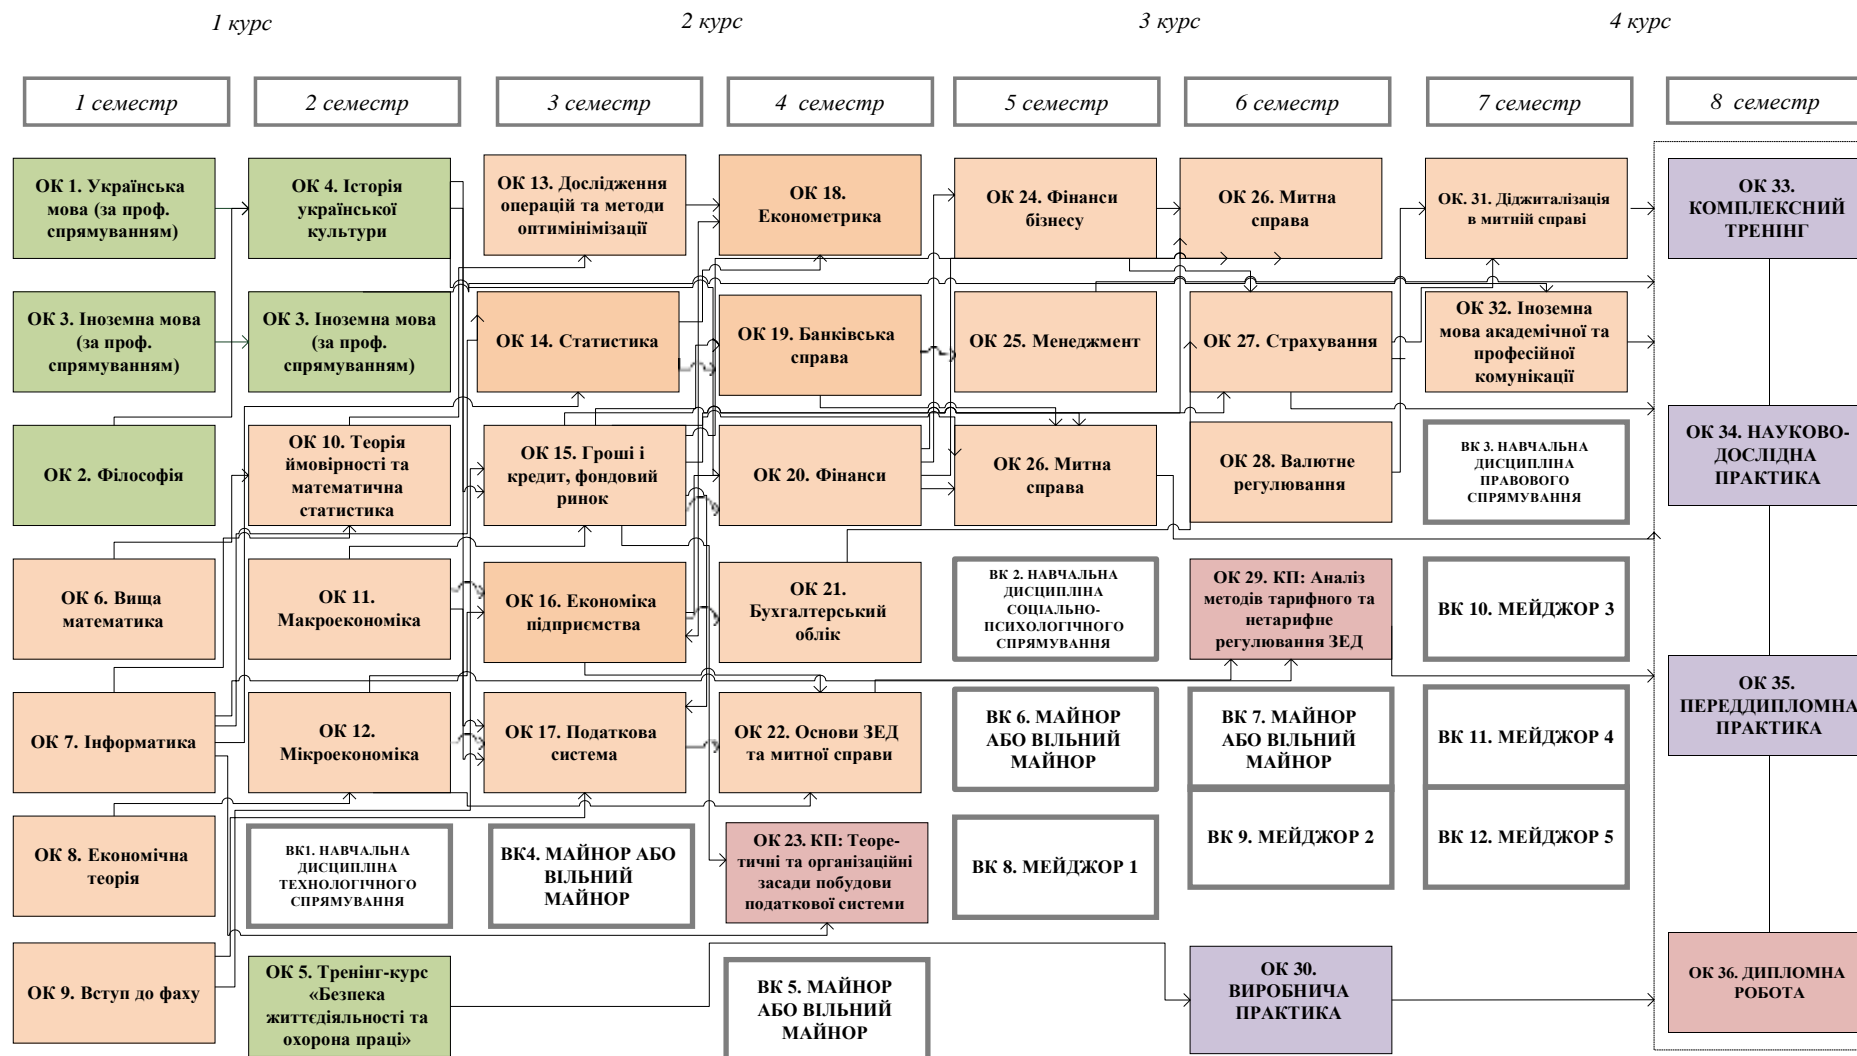 1 курс
2 курс
3 курс
4 курс
1 семестр
2 семестр
3 семестр
4 семестр
5 семестр
6 семестр
7 семестр
8 семестр
ОК 1. Українська
мова (за проф.
спрямуванням)
ОК 3. Іноземна мова
(за проф.
спрямуванням)
ОК 2. Філософія
ОК 6. Вища
математика
ОК 7. Інформатика
ОК 8. Економічна
теорія
ОК 9. Вступ до фаху
ОК 4. Історія
української
культури
ОК 3. Іноземна мова
(за проф.
спрямуванням)
ОК 10. Теорія
ймовірності та
математична
статистика
ОК 11.
Макроекономіка
ОК 12.
Мікроекономіка
ВК1. НАВЧАЛЬНА
ДИСЦИПЛІНА
ТЕХНОЛОГІЧНОГО
СПРЯМУВАННЯ
ОК 5. Тренінг-курс
«Безпека
життєдіяльності та
охорона праці»
ОК 13. Дослідження
операцій та методи
оптимінімізації
ОК 14. Статистика
ОК 15. Гроші і
кредит, фондовий
ринок
ОК 16. Економіка
підприємства
ОК 17. Податкова
система
ВК4. МАЙНОР АБО
ВІЛЬНИЙ
МАЙНОР
ОК 18.
Економетрика
ОК 19. Банківська
справа
ОК 20. Фінанси
ОК 21.
Бухгалтерський
облік
ОК 22. Основи ЗЕД
та митної справи
ОК 23. КП: Теоре-
тичні та організаційні
засади побудови
податкової системи
ВК 5. МАЙНОР
АБО ВІЛЬНИЙ
МАЙНОР
ОК 24. Фінанси
бізнесу
ОК 25. Менеджмент
ОК 26. Митна
справа
ВК 2. НАВЧАЛЬНА
ДИСЦИПЛІНА
СОЦІАЛЬНО-
ПСИХОЛОГІЧНОГО
СПРЯМУВАННЯ
ВК 6. МАЙНОР
АБО ВІЛЬНИЙ
МАЙНОР
ВК 8. МЕЙДЖОР 1
ОК 26. Митна
справа
ОК 27. Страхування
ОК 28. Валютне
регулювання
ОК 29. КП: Аналіз
методів тарифного та
нетарифне
регулювання ЗЕД
ВК 7. МАЙНОР
АБО ВІЛЬНИЙ
МАЙНОР
ВК 9. МЕЙДЖОР 2
ОК 30.
ВИРОБНИЧА
ПРАКТИКА
ОК. 31. Діджиталізація
в митній справі
ОК 32. Іноземна
мова академічної та
професійної
комунікації
ВК 3. НАВЧАЛЬНА
ДИСЦИПЛІНА
ПРАВОВОГО
СПРЯМУВАННЯ
ВК 10. МЕЙДЖОР 3
ВК 11. МЕЙДЖОР 4
ВК 12. МЕЙДЖОР 5
ОК 33.
КОМПЛЕКСНИЙ
ТРЕНІНГ
ОК 34. НАУКОВО-
ДОСЛІДНА
ПРАКТИКА
ОК 35.
ПЕРЕДДИПЛОМНА
ПРАКТИКА
ОК 36. ДИПЛОМНА
РОБОТА